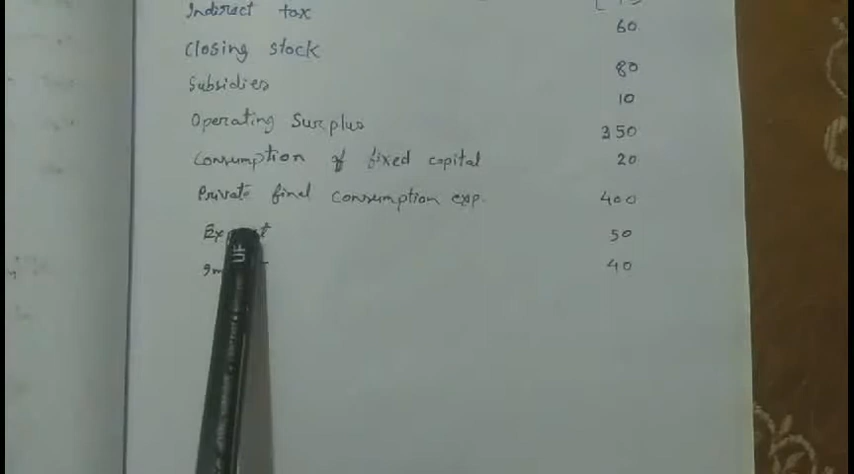 Indirect tax
60
Closing stock
80
Subsidies
10
Operating Surplus 350
Consumption of fixed capital 20
Private final consumption exp. 400
50
40
UF